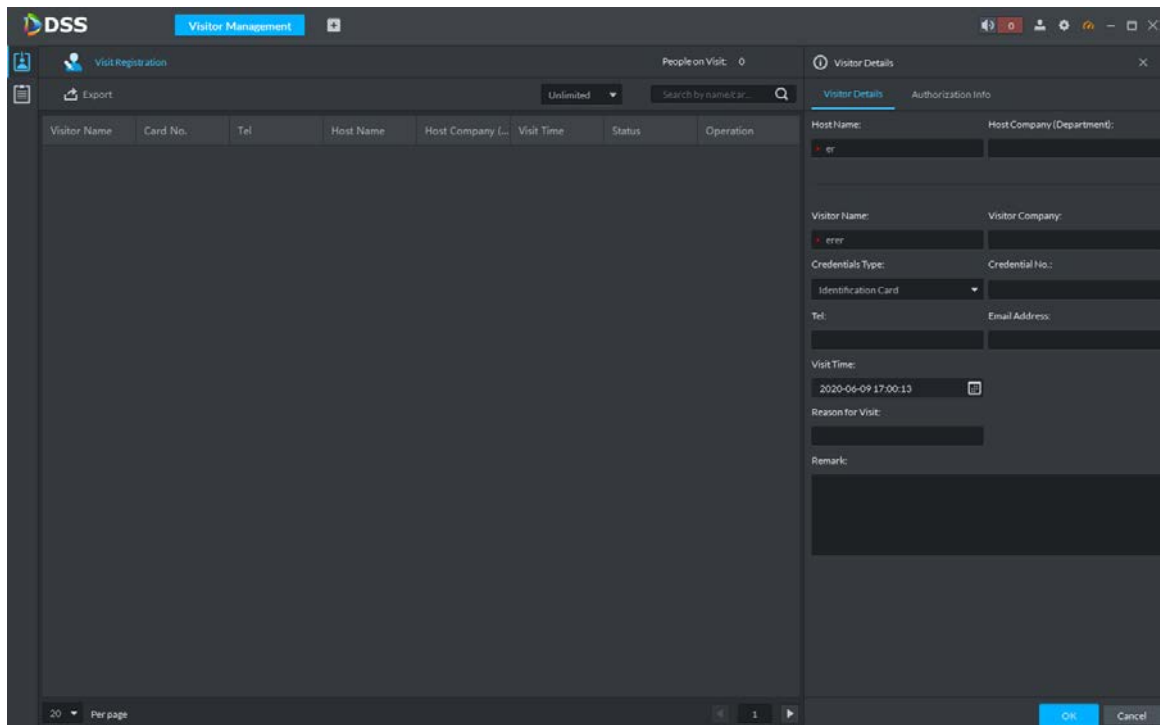 DSS
Visitor Management
0
Visit Registration
People on Visit: 0
Export
Unlimited
Search by name/car...
Visitor Name Card No. Tel Host Name Host Company (... Visit Time Status Operation
20 Per page
1
Visitor Details
Visitor Details Authorization Info
Host Name: Host Company (Department):
* er
Visitor Name: Visitor Company:
* erer
Credentials Type: Credential No.:
Identification Card
Tel: Email Address:
Visit Time:
2020-06-09 17:00:13
Reason for Visit:
Remark:
OK Cancel